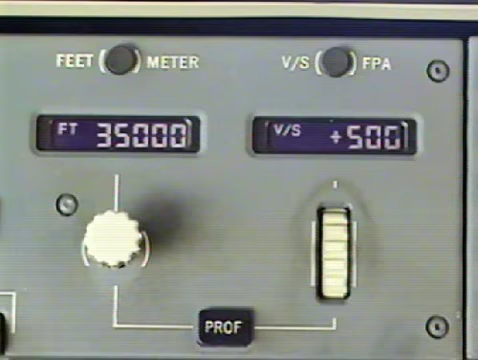 FEET METER
V/S FPA
FT 35000
V/S +500
PROF